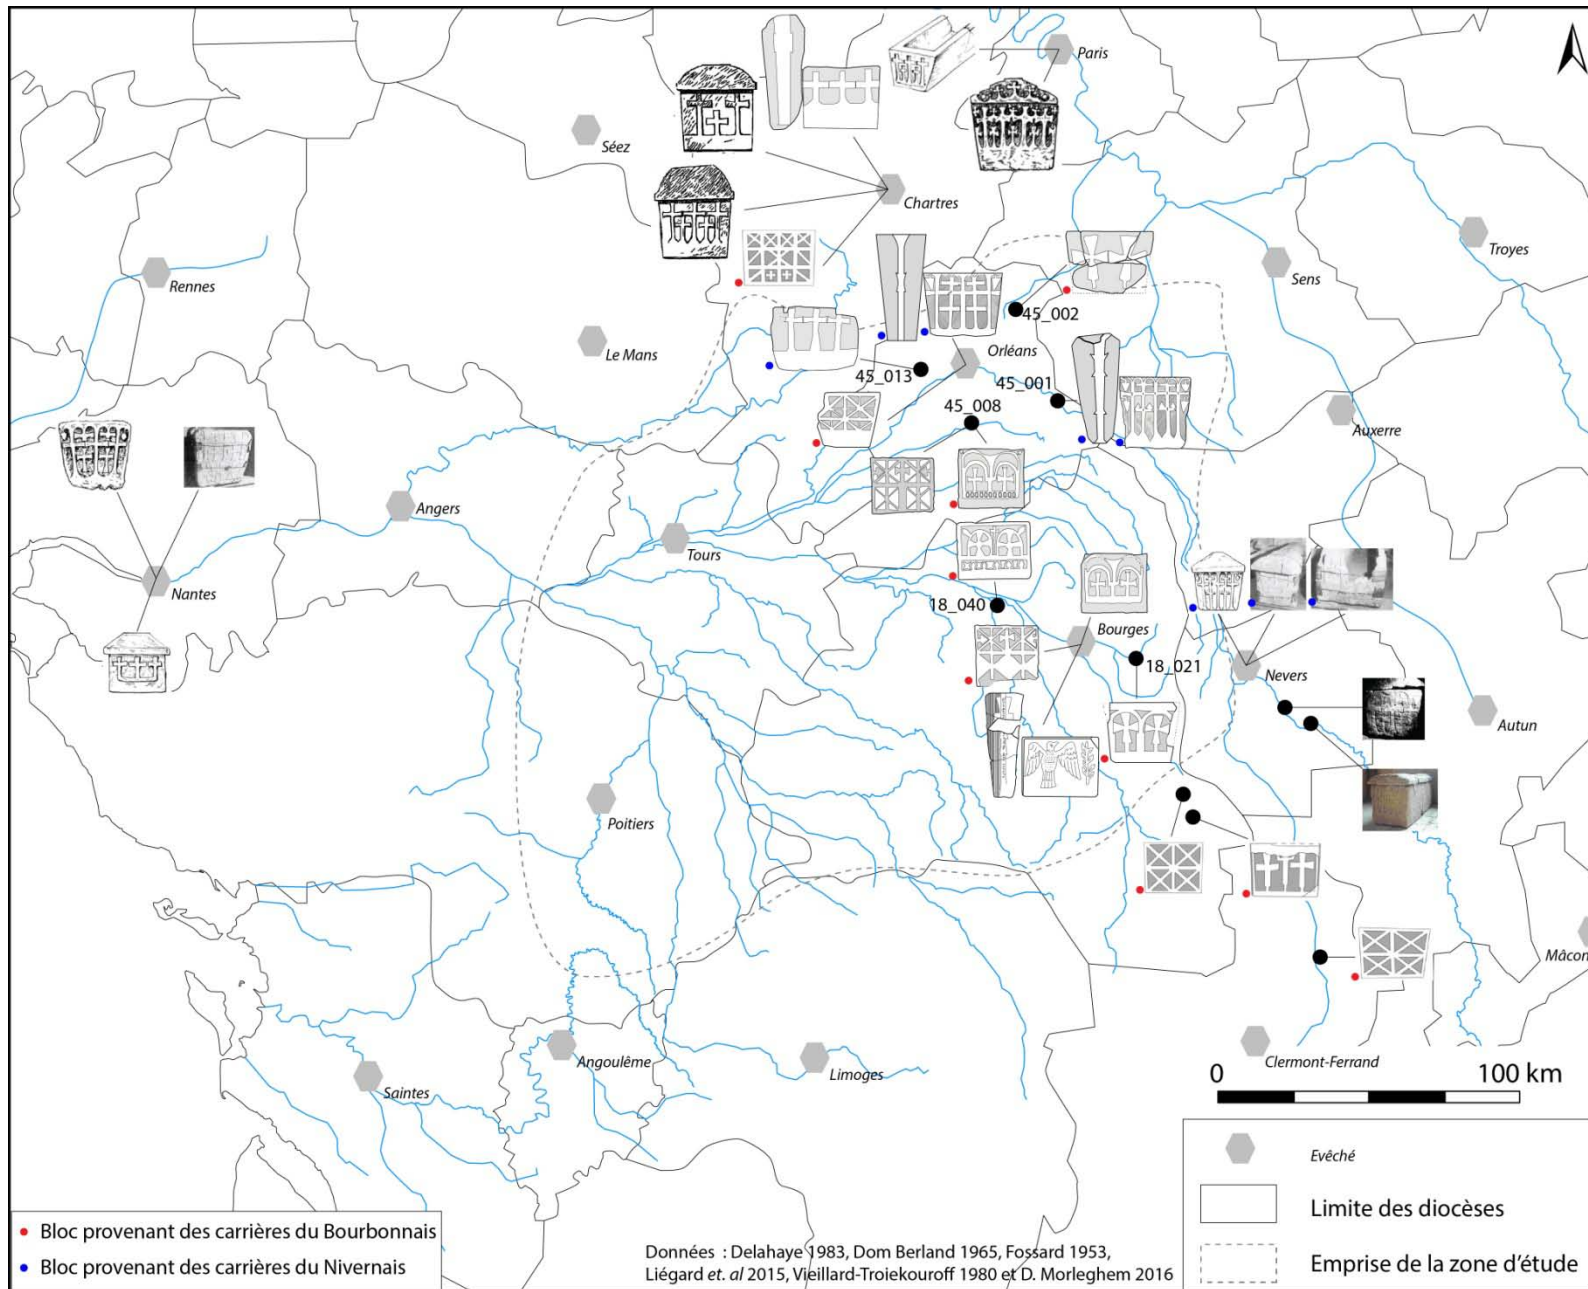 Paris
Séez
Chartres
Troyes
Rennes
Sens
45_002
Le Mans
Orléans
45_013
45_001
45_008
Auxerre
Angers
Tours
Nantes
18_040
Bourges
18_021
Nevers
Autun
Poitiers
Mâcon
Clermont-Ferrand
Angoulême
Limoges
Saintes
0 100 km
Evêché
Limite des diocèses
Emprise de la zone d'étude
Bloc provenant des carrières du Bourbonnais
Bloc provenant des carrières du Nivernais
Données : Delahaye 1983, Dom Berland 1965, Fossard 1953,
Liégard et. al 2015, Vieillard-Troiekouroff 1980 et D. Morleghem 2016